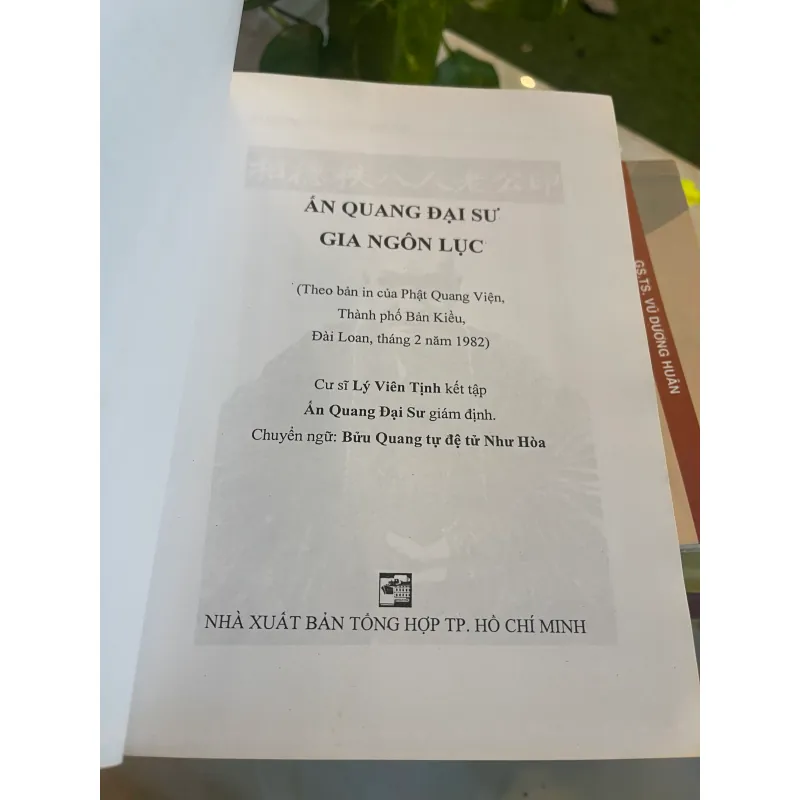 ẤN QUANG ĐẠI SƯ
GIA NGÔN LỤC
(Theo bản in của Phật Quang Viện,
Thành phố Bản Kiều,
Đài Loan, tháng 2 năm 1982)
Cư sĩ Lý Viên Tịnh kết tập
Ấn Quang Đại Sư giám định.
Chuyển ngữ: Bửu Quang tự đệ tử Như Hòa
NHÀ XUẤT BẢN TỔNG HỢP TP. HỒ CHÍ MINH
GS.TS. VŨ DƯƠNG HUÂN